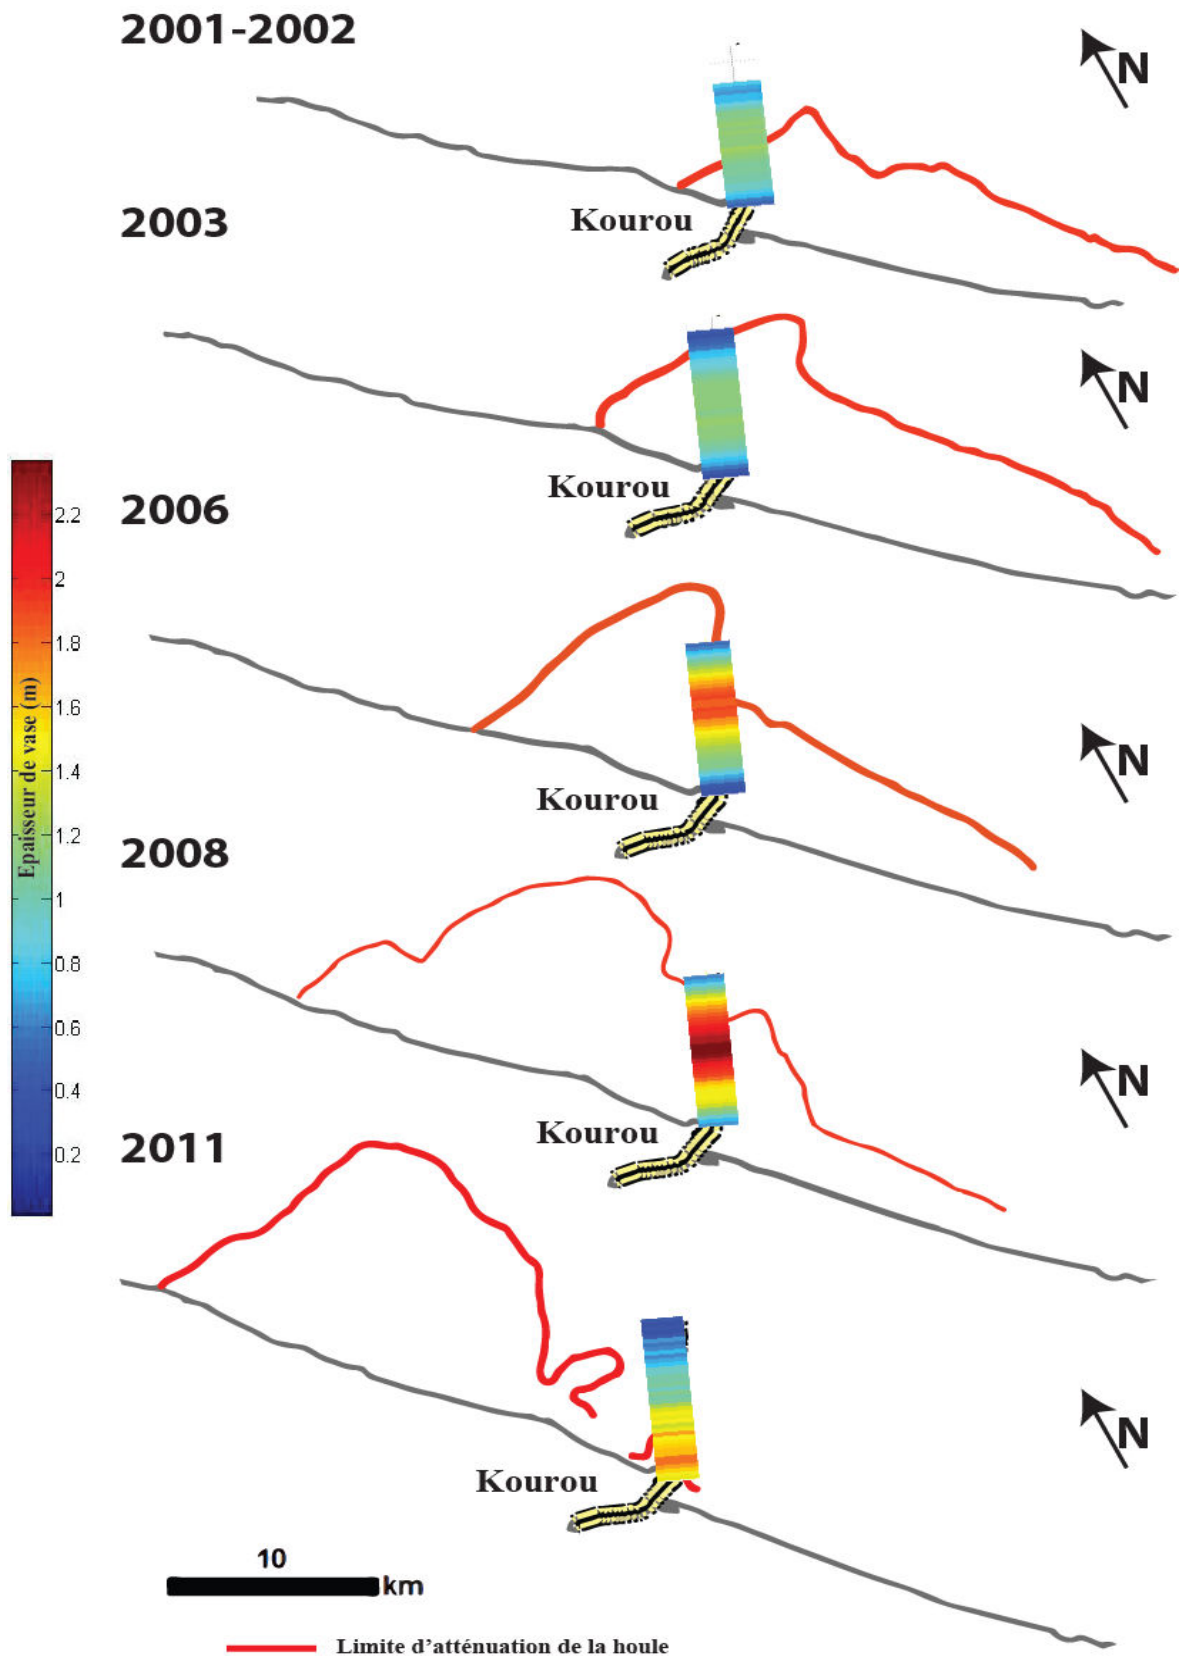 2001-2002
N
Kourou
2003
N
Kourou
2006
N
Kourou
2008
N
Kourou
2011
N
Kourou
Epaisseur de vase (m)
2.2
2
1.8
1.6
1.4
1.2
1
0.8
0.6
0.4
0.2
10
km
Limite d’atténuation de la houle